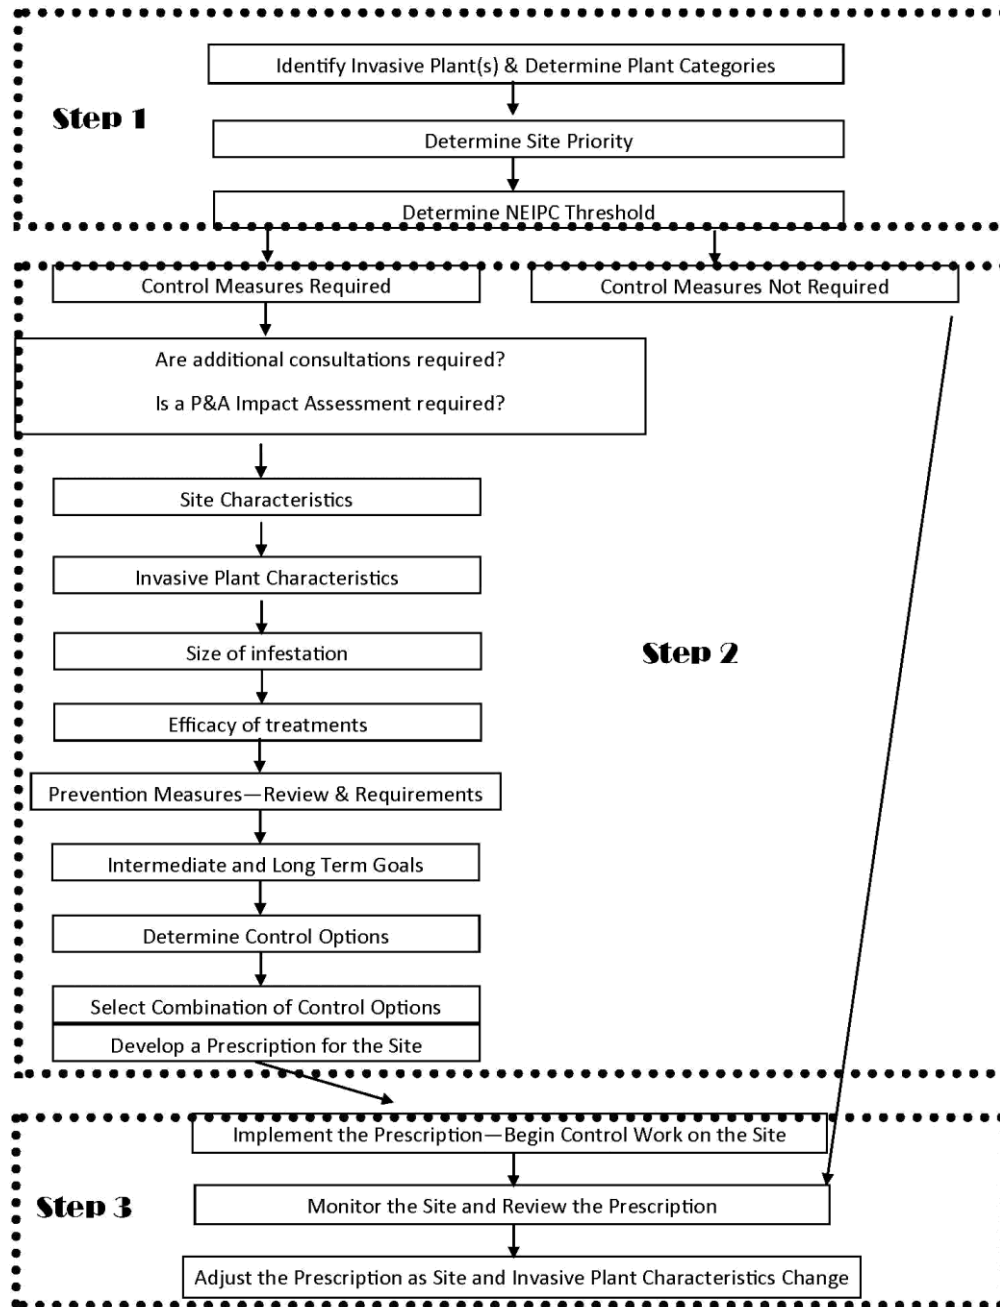 Identify Invasive Plant(s) & Determine Plant Categories
Step 1
Determine Site Priority
Determine NEIPC Threshold
Control Measures Required
Control Measures Not Required
Are additional consultations required?
Is a P&A Impact Assessment required?
Site Characteristics
Invasive Plant Characteristics
Size of infestation
Step 2
Efficacy of treatments
Prevention Measures—Review & Requirements
Intermediate and Long Term Goals
Determine Control Options
Select Combination of Control Options
Develop a Prescription for the Site
Implement the Prescription—Begin Control Work on the Site
Step 3
Monitor the Site and Review the Prescription
Adjust the Prescription as Site and Invasive Plant Characteristics Change